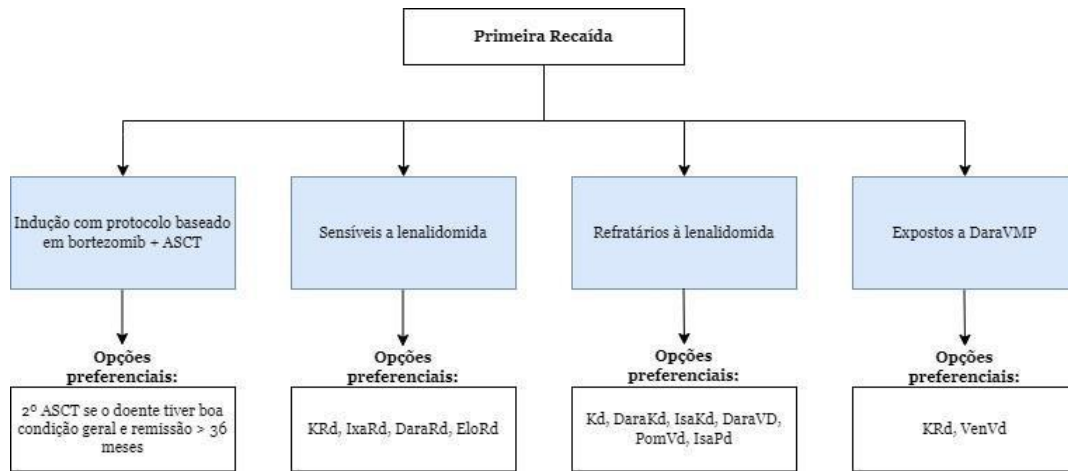 Primeira Recaída
Indução com protocolo baseado
em bortezomib + ASCT
Sensíveis a lenalidomida
Refratários à lenalidomida
Expostos a DaraVMP
Opções
preferenciais:
Opções
preferenciais:
Opções
preferenciais:
Opções
preferenciais:
2º ASCT se o doente tiver boa
condição geral e remissão > 36
meses
KRd, IxaRd, DaraRd, EloRd
Kd, DaraKd, IsaKd, DaraVD,
PomVd, IsaPd
KRd, VenVd